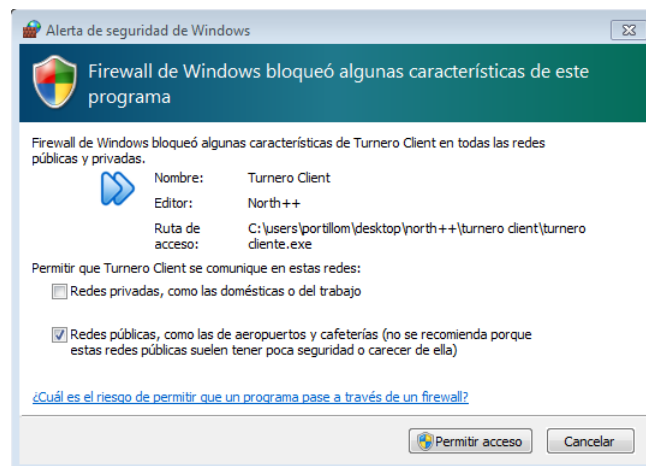 Alerta de seguridad de Windows
Firewall de Windows bloqueó algunas características de este
programa
Firewall de Windows bloqueó algunas características de Turnero Client en todas las redes
públicas y privadas.
Nombre: Turnero Client
Editor: North++
Ruta de acceso: C:\users\portillom\desktop\north++\turnero client\turnero
cliente.exe
Permitir que Turnero Client se comunique en estas redes:
Redes privadas, como las domésticas o del trabajo
Redes públicas, como las de aeropuertos y cafeterías (no se recomienda porque
estas redes públicas suelen tener poca seguridad o carecer de ella)
¿Cuál es el riesgo de permitir que un programa pase a través de un firewall?
Permitir acceso Cancelar